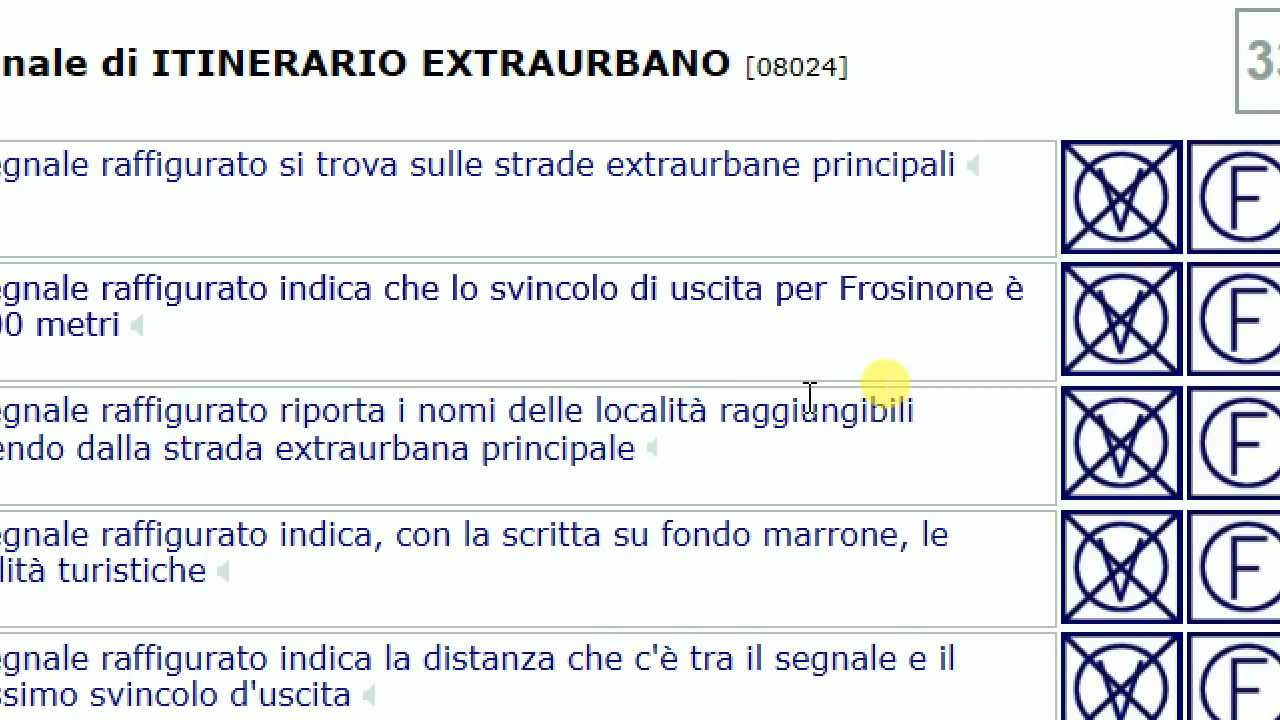 nale di ITINERARIO EXTRAURBANO [08024]
33
egnale raffigurato si trova sulle strade extraurbane principali
V F
egnale raffigurato indica che lo svincolo di uscita per Frosinone è
00 metri
V F
egnale raffigurato riporta i nomi delle località raggiungibili
endo dalla strada extraurbana principale
V F
egnale raffigurato indica, con la scritta su fondo marrone, le
lità turistiche
V F
egnale raffigurato indica la distanza che c'è tra il segnale e il
ssimo svincolo d'uscita
V F